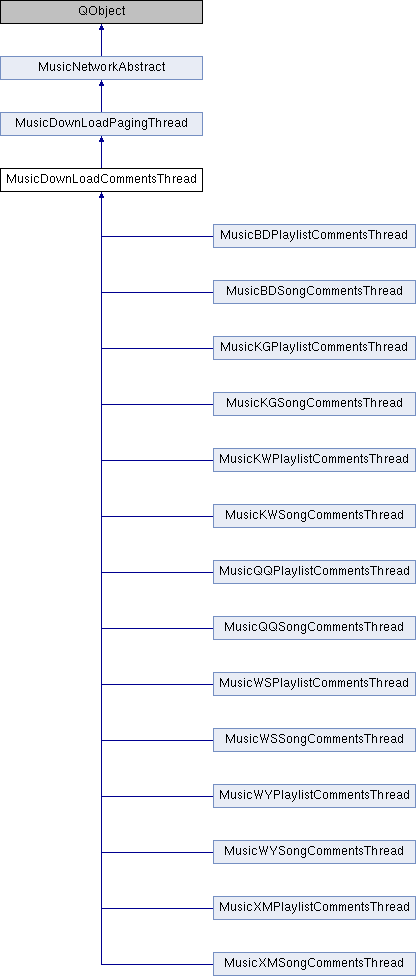 QObject
MusicNetworkAbstract
MusicDownLoadPagingThread
MusicDownLoadCommentsThread
MusicBDPlaylistCommentsThread
MusicBDSongCommentsThread
MusicKGPlaylistCommentsThread
MusicKGSongCommentsThread
MusicKWPlaylistCommentsThread
MusicKWSongCommentsThread
MusicQQPlaylistCommentsThread
MusicQQSongCommentsThread
MusicWSPlaylistCommentsThread
MusicWSSongCommentsThread
MusicWYPlaylistCommentsThread
MusicWYSongCommentsThread
MusicXMPlaylistCommentsThread
MusicXMSongCommentsThread